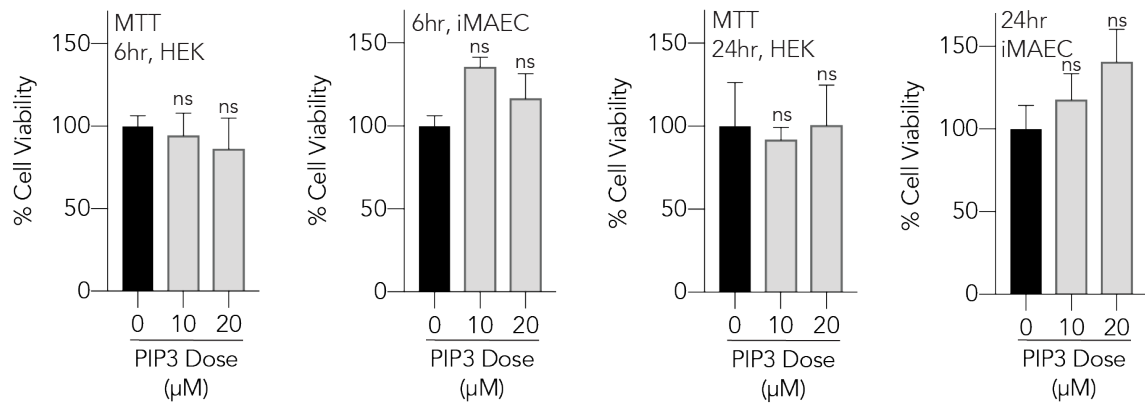 MTT
6hr, HEK
% Cell Viability
150
100
50
0
ns
ns
0 10 20
PIP3 Dose
(µM)
6hr, iMAEC
% Cell Viability
150
100
50
0
ns
ns
0 10 20
PIP3 Dose
(µM)
MTT
24hr, HEK
% Cell Viability
150
100
50
0
ns
ns
0 10 20
PIP3 Dose
(µM)
24hr
iMAEC
% Cell Viability
150
100
50
0
ns
ns
0 10 20
PIP3 Dose
(µM)